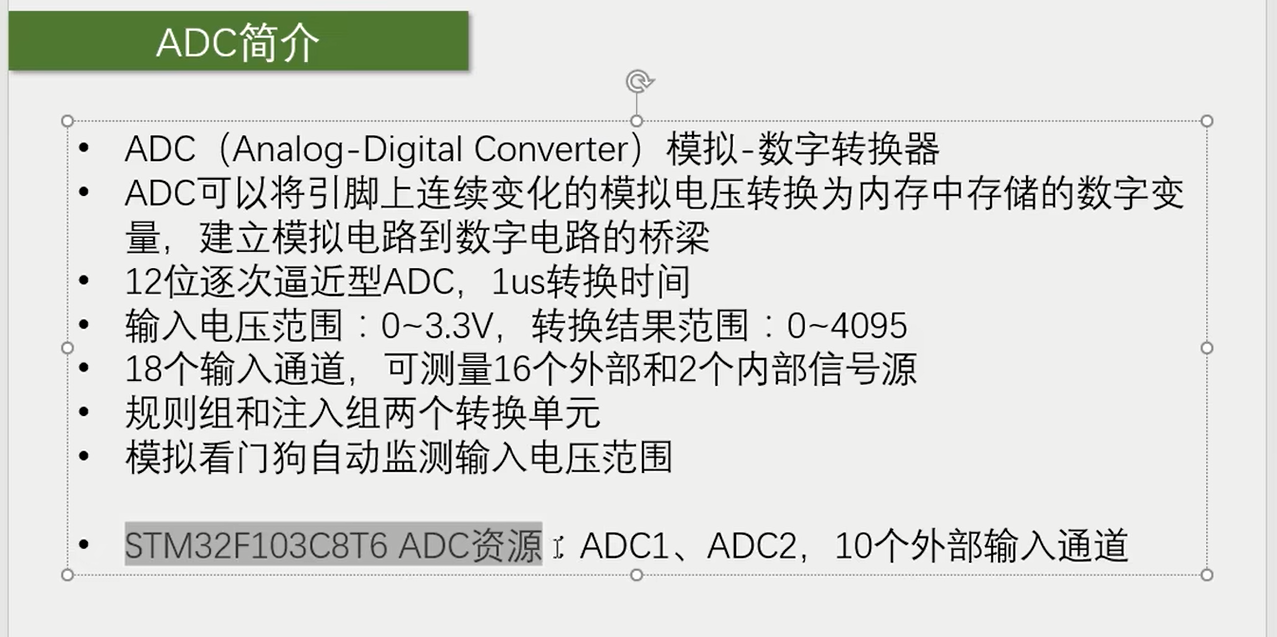 ADC简介
• ADC（Analog-Digital Converter）模拟-数字转换器
• ADC可以将引脚上连续变化的模拟电压转换为内存中存储的数字变
量，建立模拟电路到数字电路的桥梁
• 12位逐次逼近型ADC，1us转换时间
• 输入电压范围：0~3.3V，转换结果范围：0~4095
• 18个输入通道，可测量16个外部和2个内部信号源
• 规则组和注入组两个转换单元
• 模拟看门狗自动监测输入电压范围
• STM32F103C8T6 ADC资源：ADC1、ADC2，10个外部输入通道